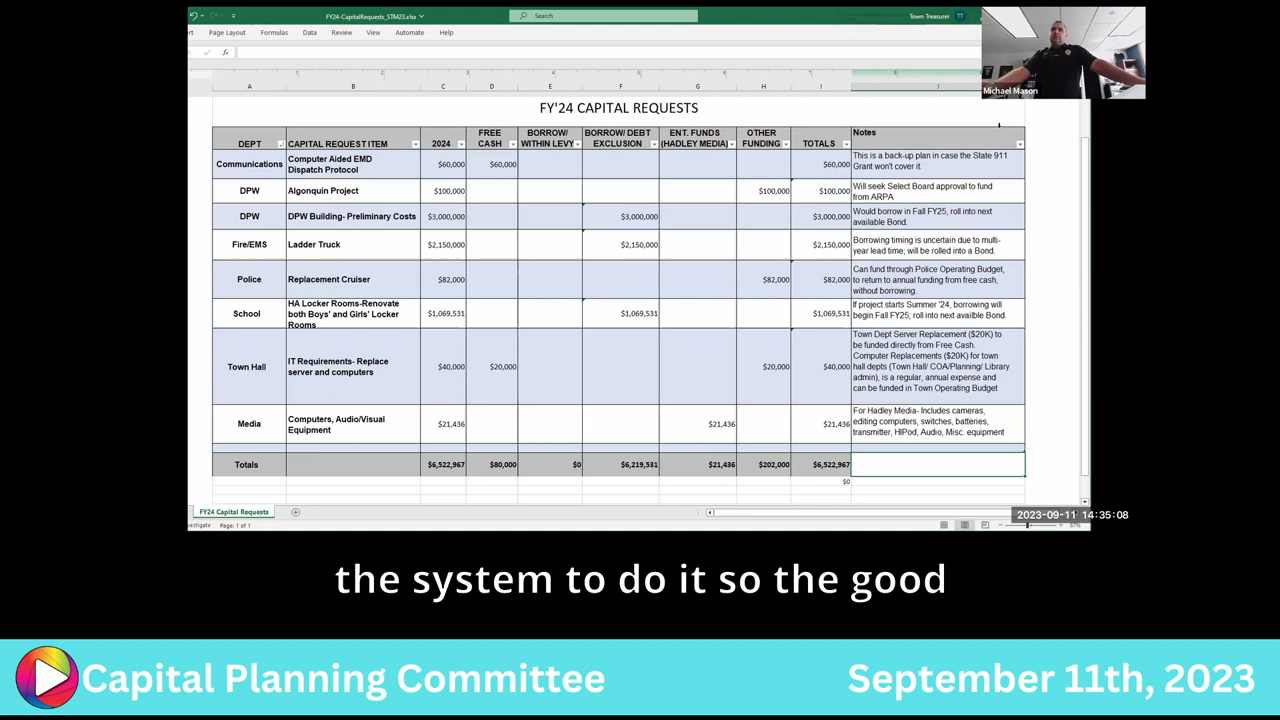 FY24-CapitalRequests_STM23.xlsx
Search
Town Treasurer TT
Page Layout Formulas Data Review View Automate Help
fx
Michael Mason
A B C D E F G H I J
FY'24 CAPITAL REQUESTS
DEPT CAPITAL REQUEST ITEM 2024 FREE CASH BORROW/ WITHIN LEVY BORROW/ DEBT EXCLUSION ENT. FUNDS (HADLEY MEDIA) OTHER FUNDING TOTALS Notes
Communications Computer Aided EMD Dispatch Protocol $60,000 $60,000 $60,000 This is a back-up plan in case the State 911 Grant won't cover it.
DPW Algonquin Project $100,000 $100,000 $100,000 Will seek Select Board approval to fund from ARPA
DPW DPW Building- Preliminary Costs $3,000,000 $3,000,000 $3,000,000 Would borrow in Fall FY25, roll into next available Bond.
Fire/EMS Ladder Truck $2,150,000 $2,150,000 $2,150,000 Borrowing timing is uncertain due to multi-year lead time; will be rolled into a Bond.
Police Replacement Cruiser $82,000 $82,000 $82,000 Can fund through Police Operating Budget, to return to annual funding from free cash, without borrowing.
School HA Locker Rooms-Renovate both Boys' and Girls' Locker Rooms $1,069,531 $1,069,531 $1,069,531 If project starts Summer '24, borrowing will begin Fall FY25; roll into next availble Bond.
Town Hall IT Requirements- Replace server and computers $40,000 $20,000 $20,000 $40,000 Town Dept Server Replacement ($20K) to be funded directly from Free Cash. Computer Replacements ($20K) for town hall depts (Town Hall/ COA/Planning/ Library admin), is a regular, annual expense and can be funded in Town Operating Budget
Media Computers, Audio/Visual Equipment $21,436 $21,436 $21,436 For Hadley Media- Includes cameras, editing computers, switches, batteries, transmitter, HIPod, Audio, Misc. equipment
Totals $6,522,967 $80,000 $0 $6,219,531 $21,436 $202,000 $6,522,967
$0
FY24 Capital Requests
2023-09-11 14:35:08
Page: 1 of 1
the system to do it so the good
Capital Planning Committee
September 11th, 2023